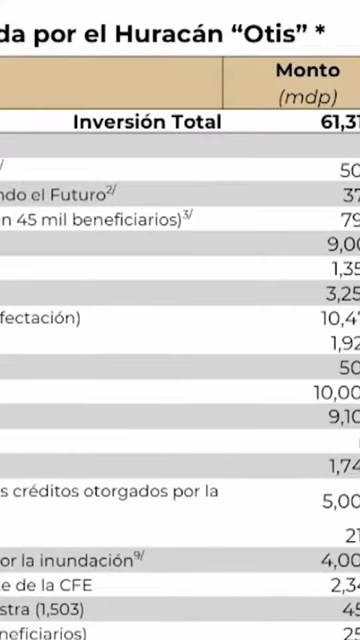 da por el Huracán “Otis” *
Monto
(mdp)
Inversión Total 61,31
50
ndo el Futuro2/ 37
n 45 mil beneficiarios)3/ 79
9,00
1,35
3,25
fectación) 10,47
1,92
50
10,00
9,10
1,74
s créditos otorgados por la
5,00
21
or la inundación9/ 4,00
te de la CFE 2,34
stra (1,503) 45
neficiarios) 25